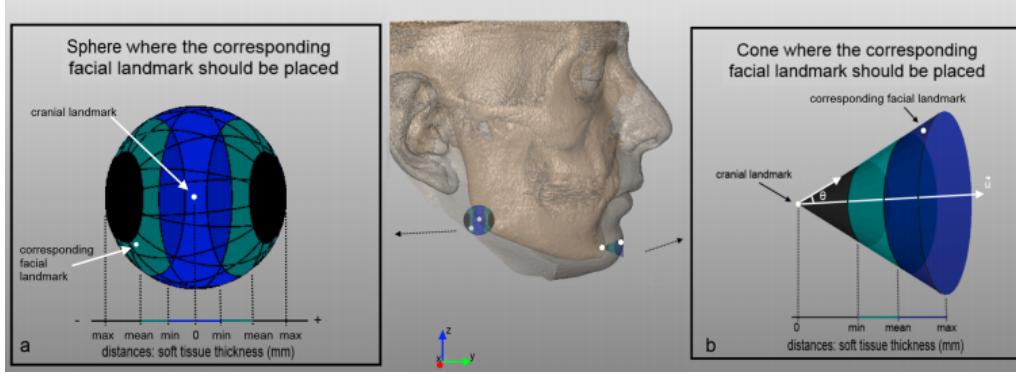 Sphere where the corresponding
facial landmark should be placed
cranial landmark
corresponding
facial
landmark
-
+
max mean min 0 min mean max
a
distances: soft tissue thickness (mm)
z
x
y
Cone where the corresponding
facial landmark should be placed
corresponding facial landmark
cranial landmark
θ
0 min mean max
b
distances: soft tissue thickness (mm)